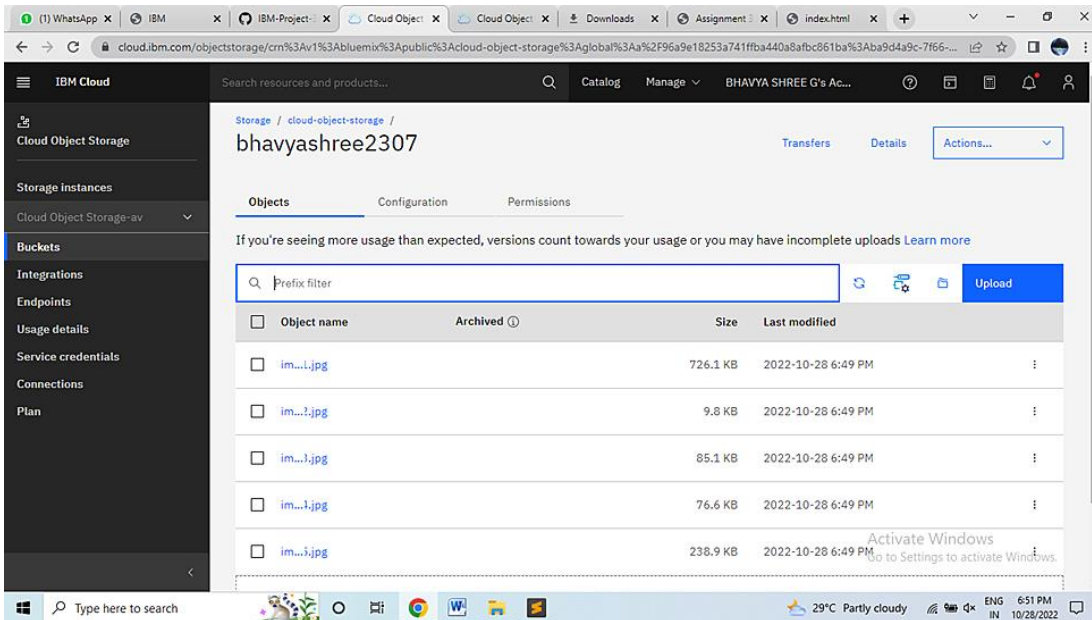 (1) WhatsApp
IBM
IBM-Project-
Cloud Object
Cloud Object
Downloads
Assignment
index.html
cloud.ibm.com/objectstorage/crn%3Av1%3Abluemix%3Apublic%3Acloud-object-storage%3Aglobal%3Aa%2F96a9e18253a741ffba440a8afbc861ba%3Aba9d4a9c-7f66-...
IBM Cloud
Search resources and products...
Catalog
Manage
BHAVYA SHREE G's Ac...
Cloud Object Storage
Storage instances
Cloud Object Storage-av
Buckets
Integrations
Endpoints
Usage details
Service credentials
Connections
Plan
Storage / cloud-object-storage /
bhavyashree2307
Transfers
Details
Actions...
Objects
Configuration
Permissions
If you're seeing more usage than expected, versions count towards your usage or you may have incomplete uploads Learn more
Prefix filter
Upload
Object name Archived Size Last modified
im...1.jpg 726.1 KB 2022-10-28 6:49 PM
im...2.jpg 9.8 KB 2022-10-28 6:49 PM
im...3.jpg 85.1 KB 2022-10-28 6:49 PM
im...4.jpg 76.6 KB 2022-10-28 6:49 PM
im...5.jpg 238.9 KB 2022-10-28 6:49 PM
Activate Windows
Go to Settings to activate Windows.
Type here to search
29°C Partly cloudy
ENG
IN
6:51 PM
10/28/2022